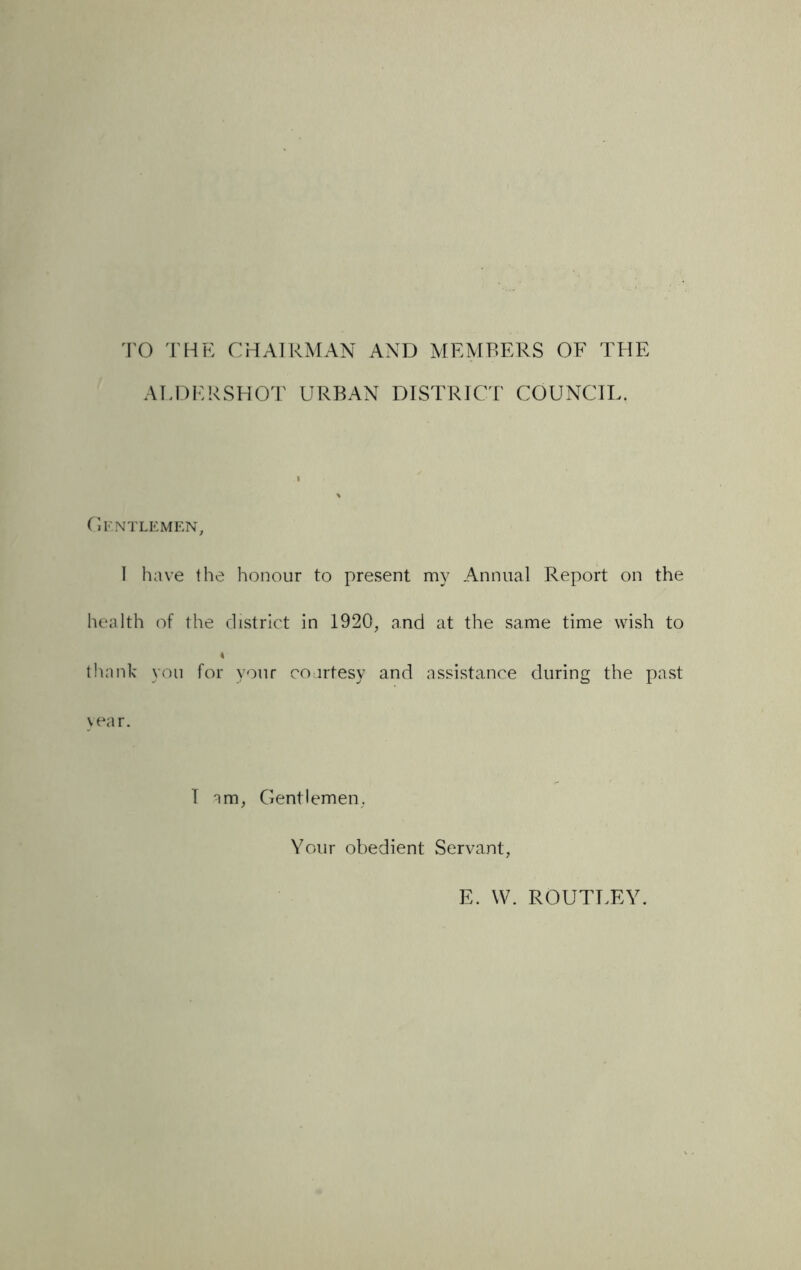 TO THE CHAIRMAN AND MEMBERS OF THE
ALDERSHOT URBAN DISTRICT COUNCIL.
GENTLEMEN,
I have the honour to present my Annual Report on the
health of the district in 1920, and at the same time wish to
thank you for your courtesy and assistance during the past
year.
I am, Gentlemen,
Your obedient Servant,
E. W. ROUTLEY.